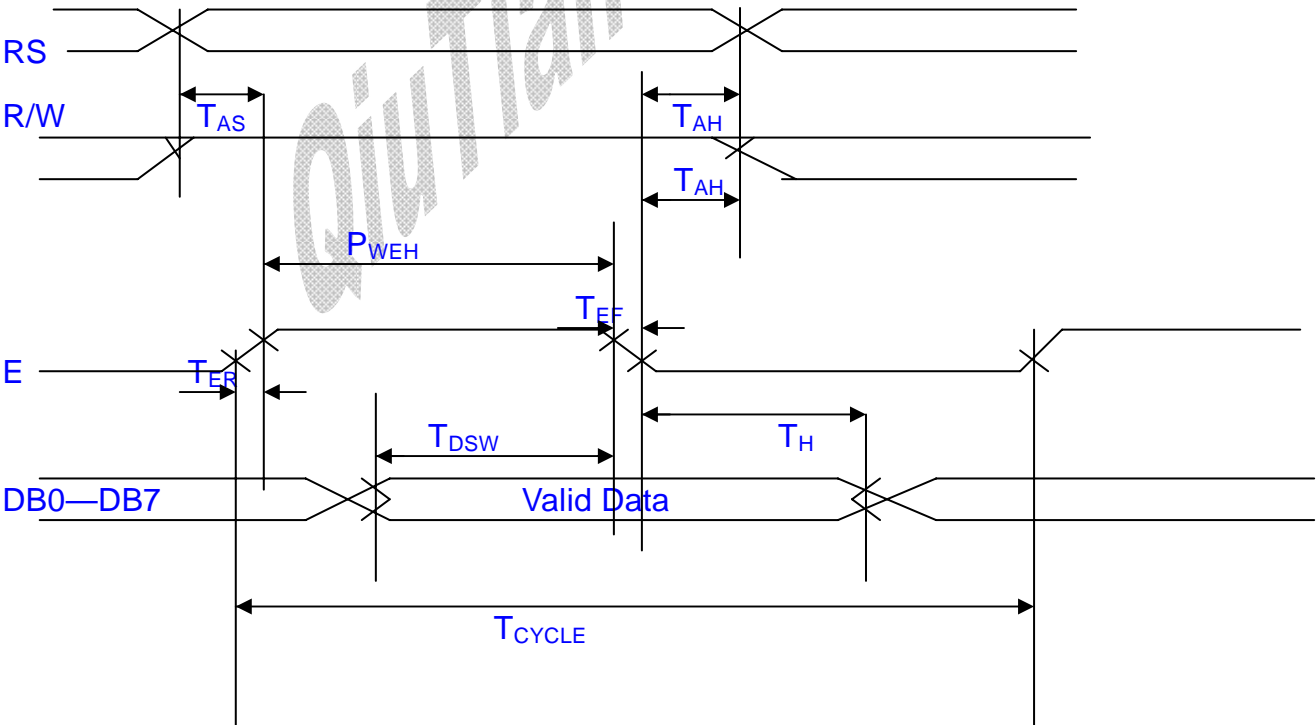 RS
R/W
TAS
TAH
TAH
PWEH
TEF
E
TER
TDSW
TH
DB0—DB7
Valid Data
TCYCLE
QiuTian